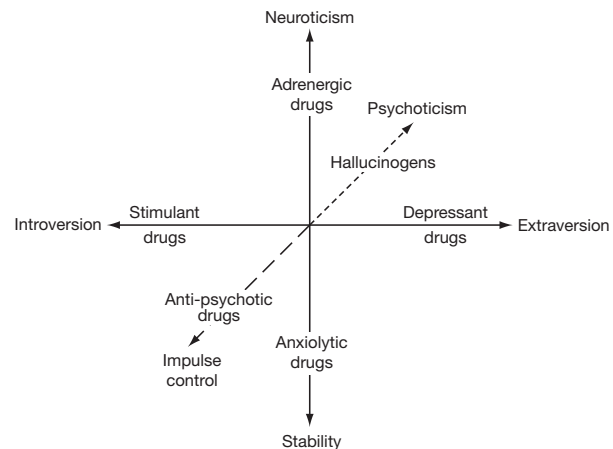 Neuroticism
Adrenergic
drugs
Psychoticism
Hallucinogens
Introversion
Stimulant
drugs
Depressant
drugs
Extraversion
Anti-psychotic
drugs
Impulse
control
Anxiolytic
drugs
Stability